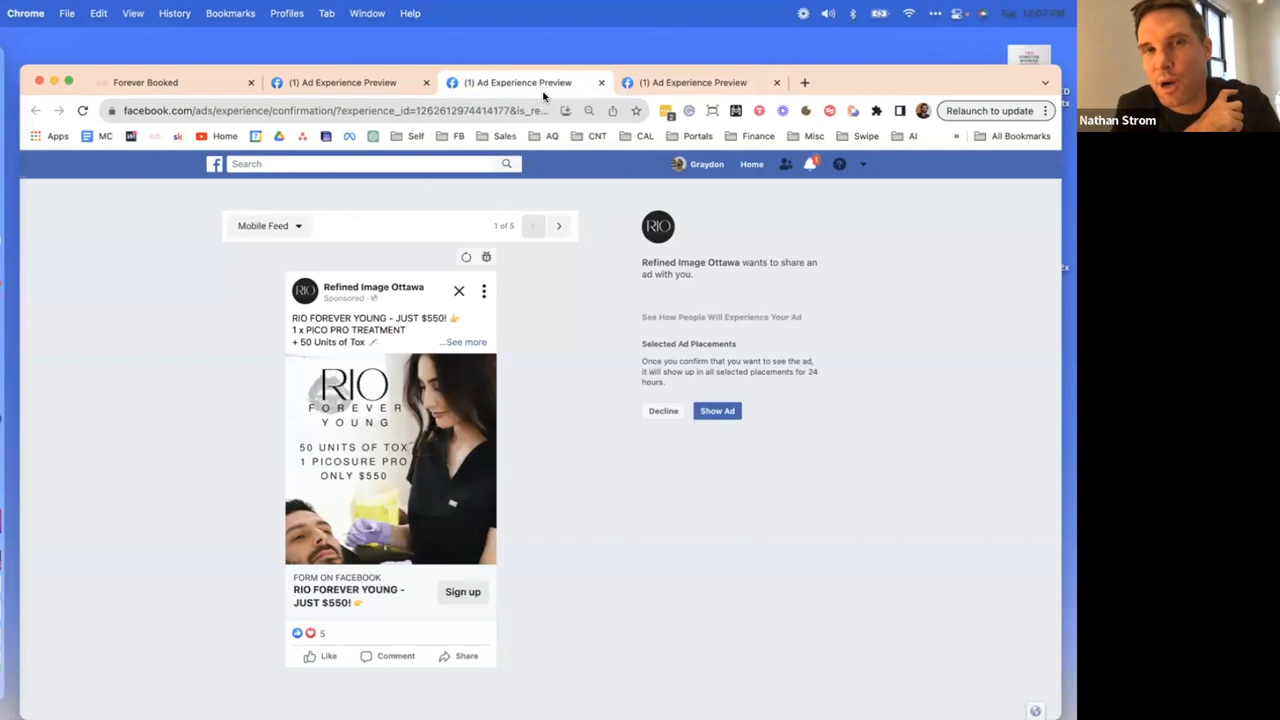 Chrome File Edit View History Bookmarks Profiles Tab Window Help Tue 12:07 PM
Forever Booked (1) Ad Experience Preview (1) Ad Experience Preview (1) Ad Experience Preview
facebook.com/ads/experience/confirmation/?experience_id=1262612974414177&is_re... Relaunch to update
Apps MC Home Self FB Sales AQ CNT CAL Portals Finance Misc Swipe AI » All Bookmarks
Search Graydon Home 1
Mobile Feed 1 of 5
RIO
Refined Image Ottawa wants to share an
ad with you.
See How People Will Experience Your Ad
Selected Ad Placements
Once you confirm that you want to see the ad,
it will show up in all selected placements for 24
hours.
Decline Show Ad
RIO
Refined Image Ottawa
Sponsored ·
RIO FOREVER YOUNG - JUST $550! 👉
1 x PICO PRO TREATMENT
+ 50 Units of Tox 💉 ...See more
RIO
FOREVER
YOUNG
50 UNITS OF TOX
1 PICOSURE PRO
ONLY $550
FORM ON FACEBOOK
RIO FOREVER YOUNG -
JUST $550! 👉
Sign up
5
Like Comment Share
Nathan Strom